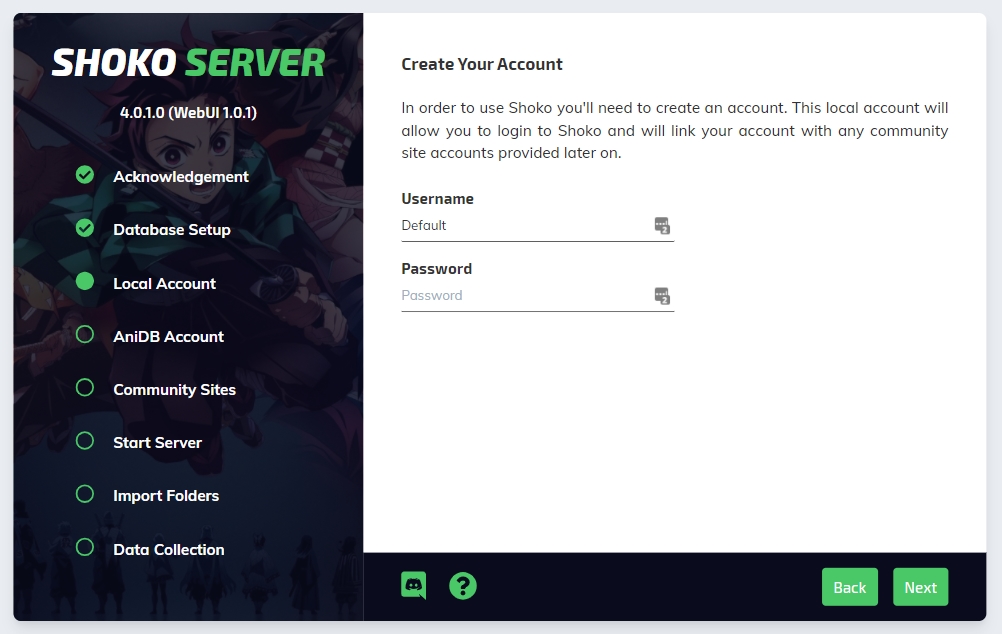 SHOKO SERVER
4.0.1.0 (WebUI 1.0.1)
Acknowledgement
Database Setup
Local Account
AniDB Account
Community Sites
Start Server
Import Folders
Data Collection
Create Your Account
In order to use Shoko you'll need to create an account. This local account will
allow you to login to Shoko and will link your account with any community
site accounts provided later on.
Username
Default
2
Password
Password
2
?
Back Next